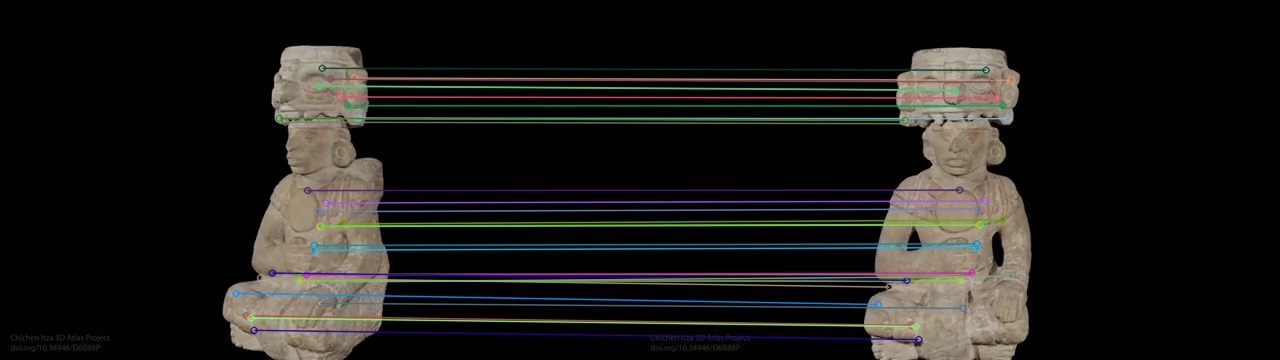 Chichen Itza 3D Atlas Project
doi.org/10.34946/D6B88P
Chichen Itza 3D Atlas Project
doi.org/10.34946/D6B88P